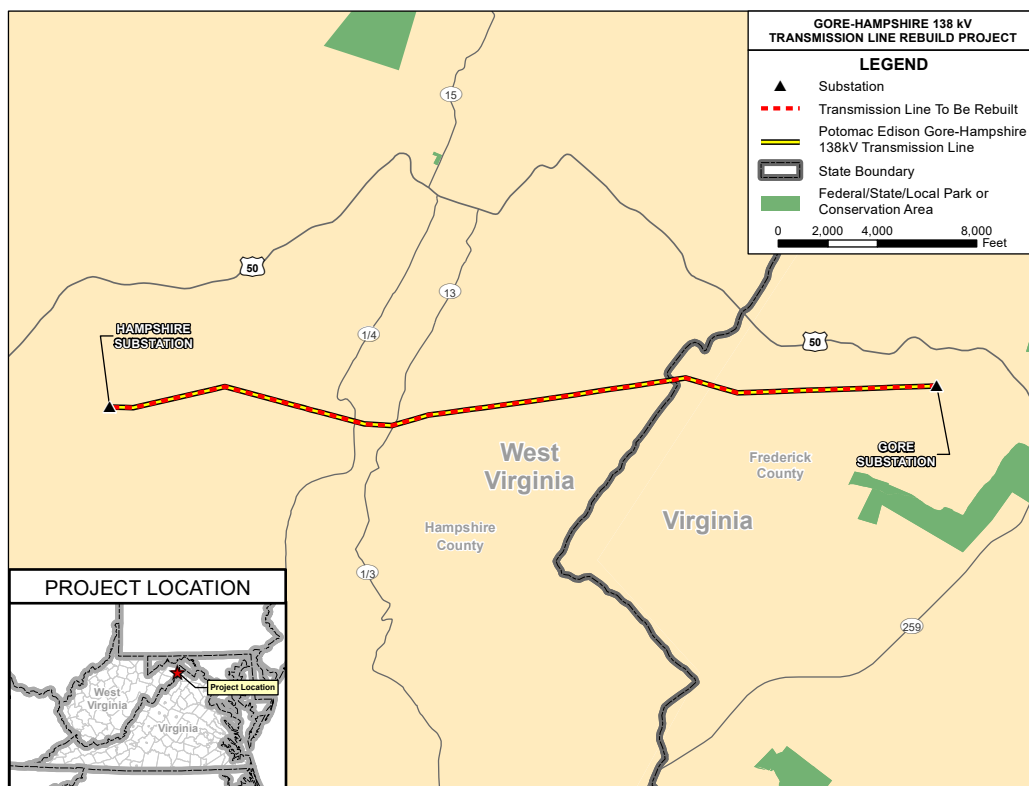 GORE-HAMPSHIRE 138 kV
TRANSMISSION LINE REBUILD PROJECT
LEGEND
Substation
Transmission Line To Be Rebuilt
Potomac Edison Gore-Hampshire
138kV Transmission Line
State Boundary
Federal/State/Local Park or
Conservation Area
0 2,000 4,000 8,000
Feet
15
50
13
1/4
HAMPSHIRE
SUBSTATION
50
GORE
SUBSTATION
West
Virginia
Frederick
County
Virginia
Hampshire
County
1/3
259
PROJECT LOCATION
West
Virginia
Project Location
Virginia